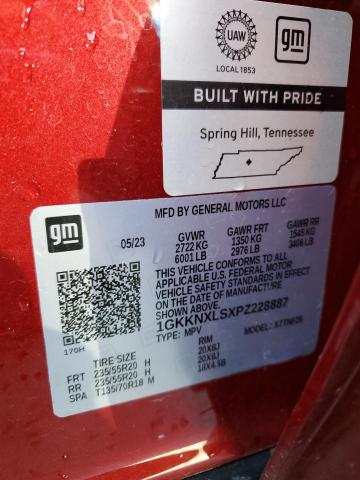 UAW
gm
LOCAL 1853
BUILT WITH PRIDE
Spring Hill, Tennessee
gm
MFD BY GENERAL MOTORS LLC
05/23 GVWR GAWR FRT GAWR RR
2722 KG 1350 KG 1545 KG
6001 LB 2976 LB 3406 LB
THIS VEHICLE CONFORMS TO ALL APPLICABLE
U.S. FEDERAL MOTOR VEHICLE SAFETY, BUMPER, AND THEFT
PREVENTION STANDARDS IN EFFECT ON THE DATE OF MANUFACTURE
SHOWN ABOVE.
1GKKNXLSXPZ228887
170H TYPE: MPV MODEL:
TIRE SIZE RIM
FRT 235/55R20 H 20X8J
RR 235/55R20 H 20X8J
SPA T135/70R18 M 18X4.5B